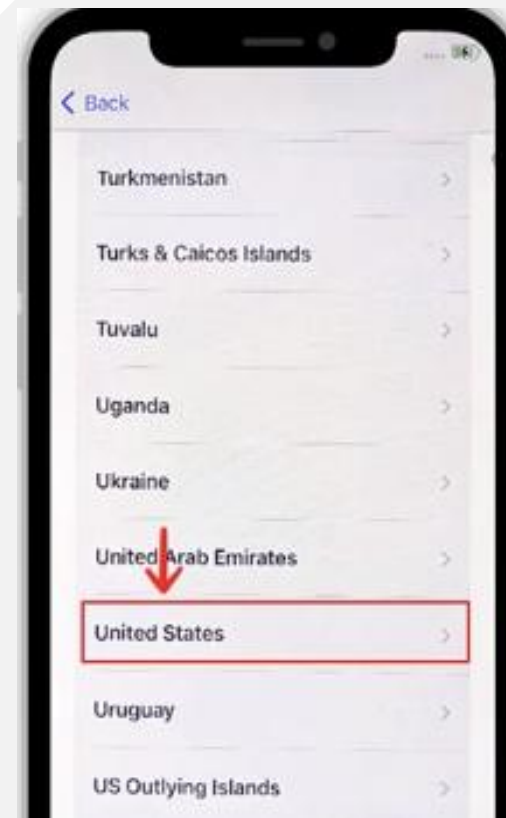 Back
Turkmenistan
Turks & Caicos Islands
Tuvalu
Uganda
Ukraine
United Arab Emirates
United States
Uruguay
US Outlying Islands